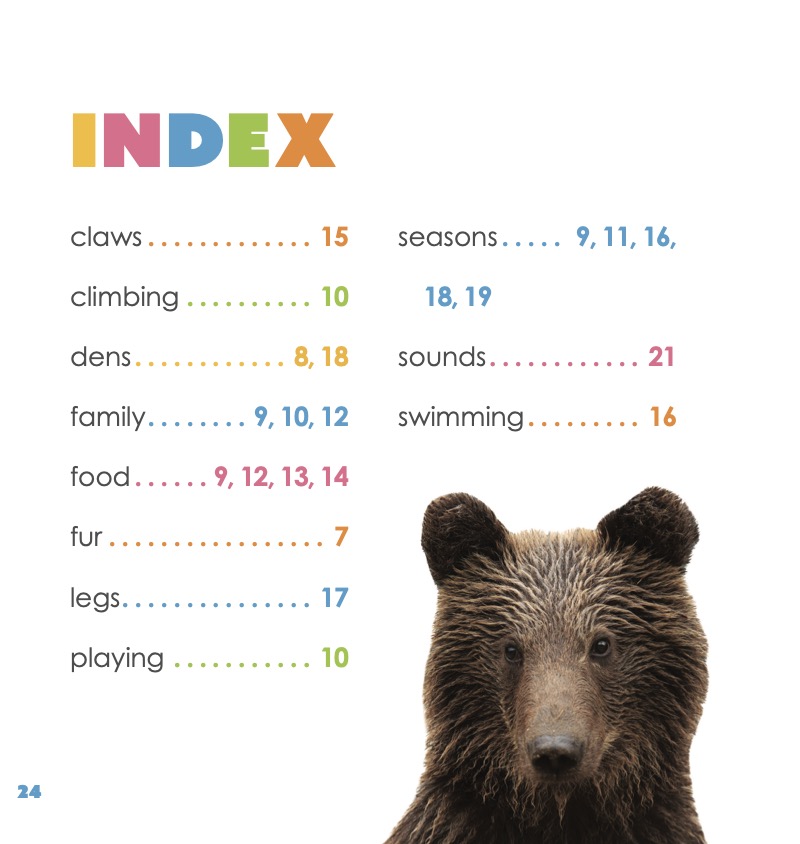 INDEX
claws . . . . . . . . . . . . . 15
climbing . . . . . . . . . . 10
dens . . . . . . . . . . . . 8, 18
family . . . . . . . . 9, 10, 12
food . . . . . . 9, 12, 13, 14
fur . . . . . . . . . . . . . . . . . 7
legs . . . . . . . . . . . . . . . 17
playing . . . . . . . . . . . 10
seasons . . . . . 9, 11, 16,
18, 19
sounds . . . . . . . . . . . . 21
swimming . . . . . . . . . 16
24